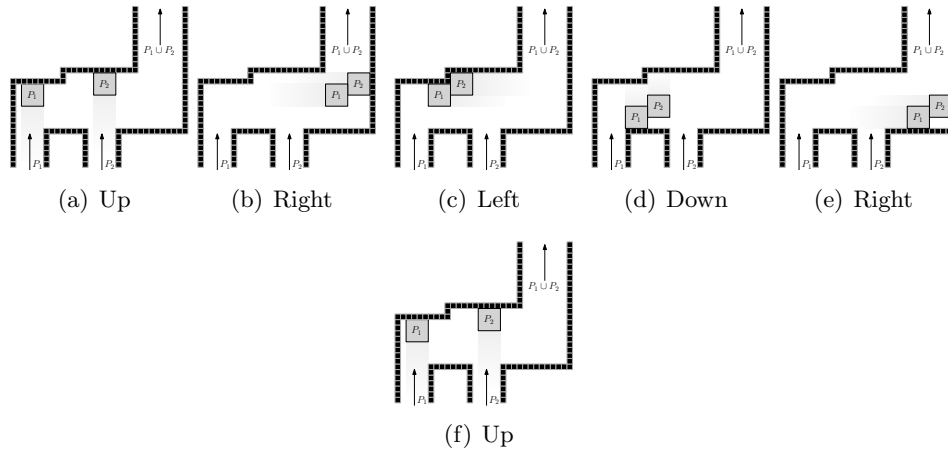 P₁ ∪ P₂ P₁ ∪ P₂ P₁ ∪ P₂ P₁ ∪ P₂ P₁ ∪ P₂
P₁ P₂ P₁ P₂ P₁ P₂ P₁ P₂ P₁ P₂
P₁ P₂ P₁ P₂ P₁ P₂ P₁ P₂ P₁ P₂
(a) Up (b) Right (c) Left (d) Down (e) Right
P₁ ∪ P₂
P₁ P₂
P₁ P₂
(f) Up